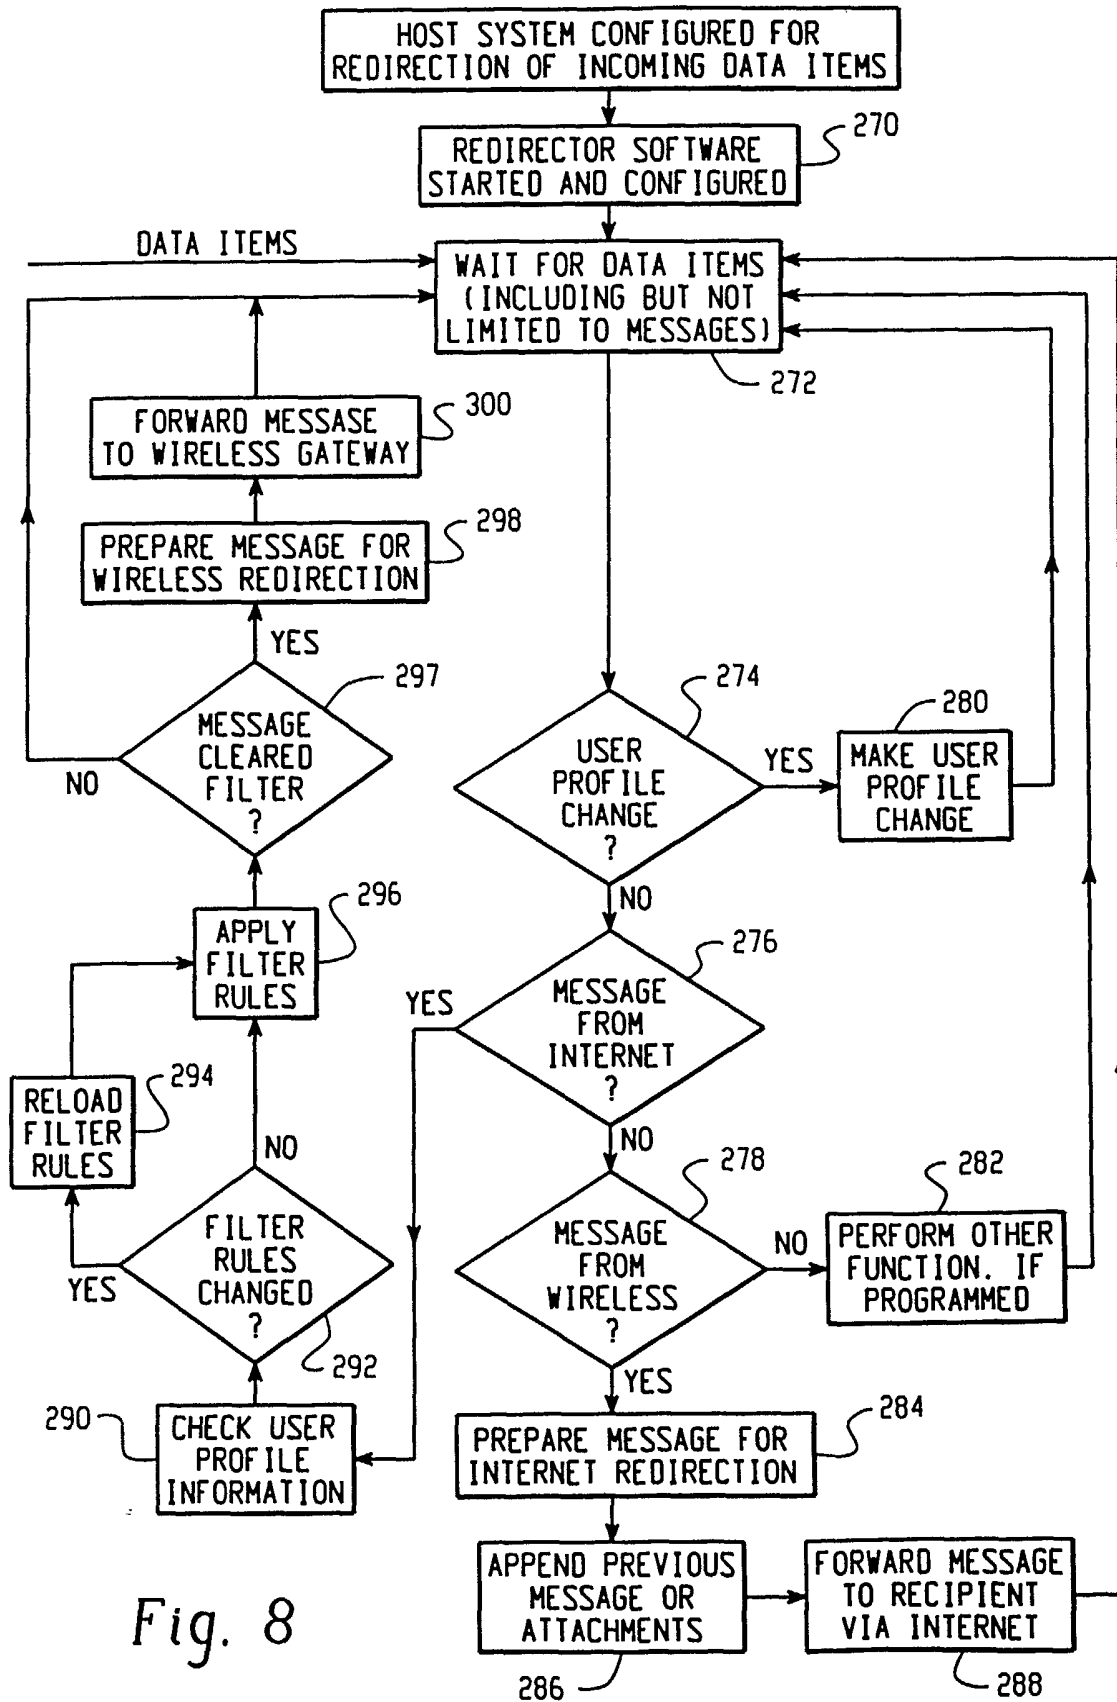 HOST SYSTEM CONFIGURED FOR
REDIRECTION OF INCOMING DATA ITEMS
270
REDIRECTOR SOFTWARE
STARTED AND CONFIGURED
DATA ITEMS
WAIT FOR DATA ITEMS
(INCLUDING BUT NOT
LIMITED TO MESSAGES)
272
300
FORWARD MESSAGE
TO WIRELESS GATEWAY
298
PREPARE MESSAGE FOR
WIRELESS REDIRECTION
YES
297
MESSAGE
CLEARED
FILTER
?
NO
274
USER
PROFILE
CHANGE
?
YES
280
MAKE USER
PROFILE
CHANGE
NO
296
APPLY
FILTER
RULES
276
MESSAGE
FROM
INTERNET
?
YES
NO
294
RELOAD
FILTER
RULES
NO
FILTER
RULES
CHANGED
?
YES
292
278
MESSAGE
FROM
WIRELESS
?
NO
282
PERFORM OTHER
FUNCTION. IF
PROGRAMMED
YES
290
CHECK USER
PROFILE
INFORMATION
284
PREPARE MESSAGE FOR
INTERNET REDIRECTION
APPEND PREVIOUS
MESSAGE OR
ATTACHMENTS
286
FORWARD MESSAGE
TO RECIPIENT
VIA INTERNET
288
Fig. 8